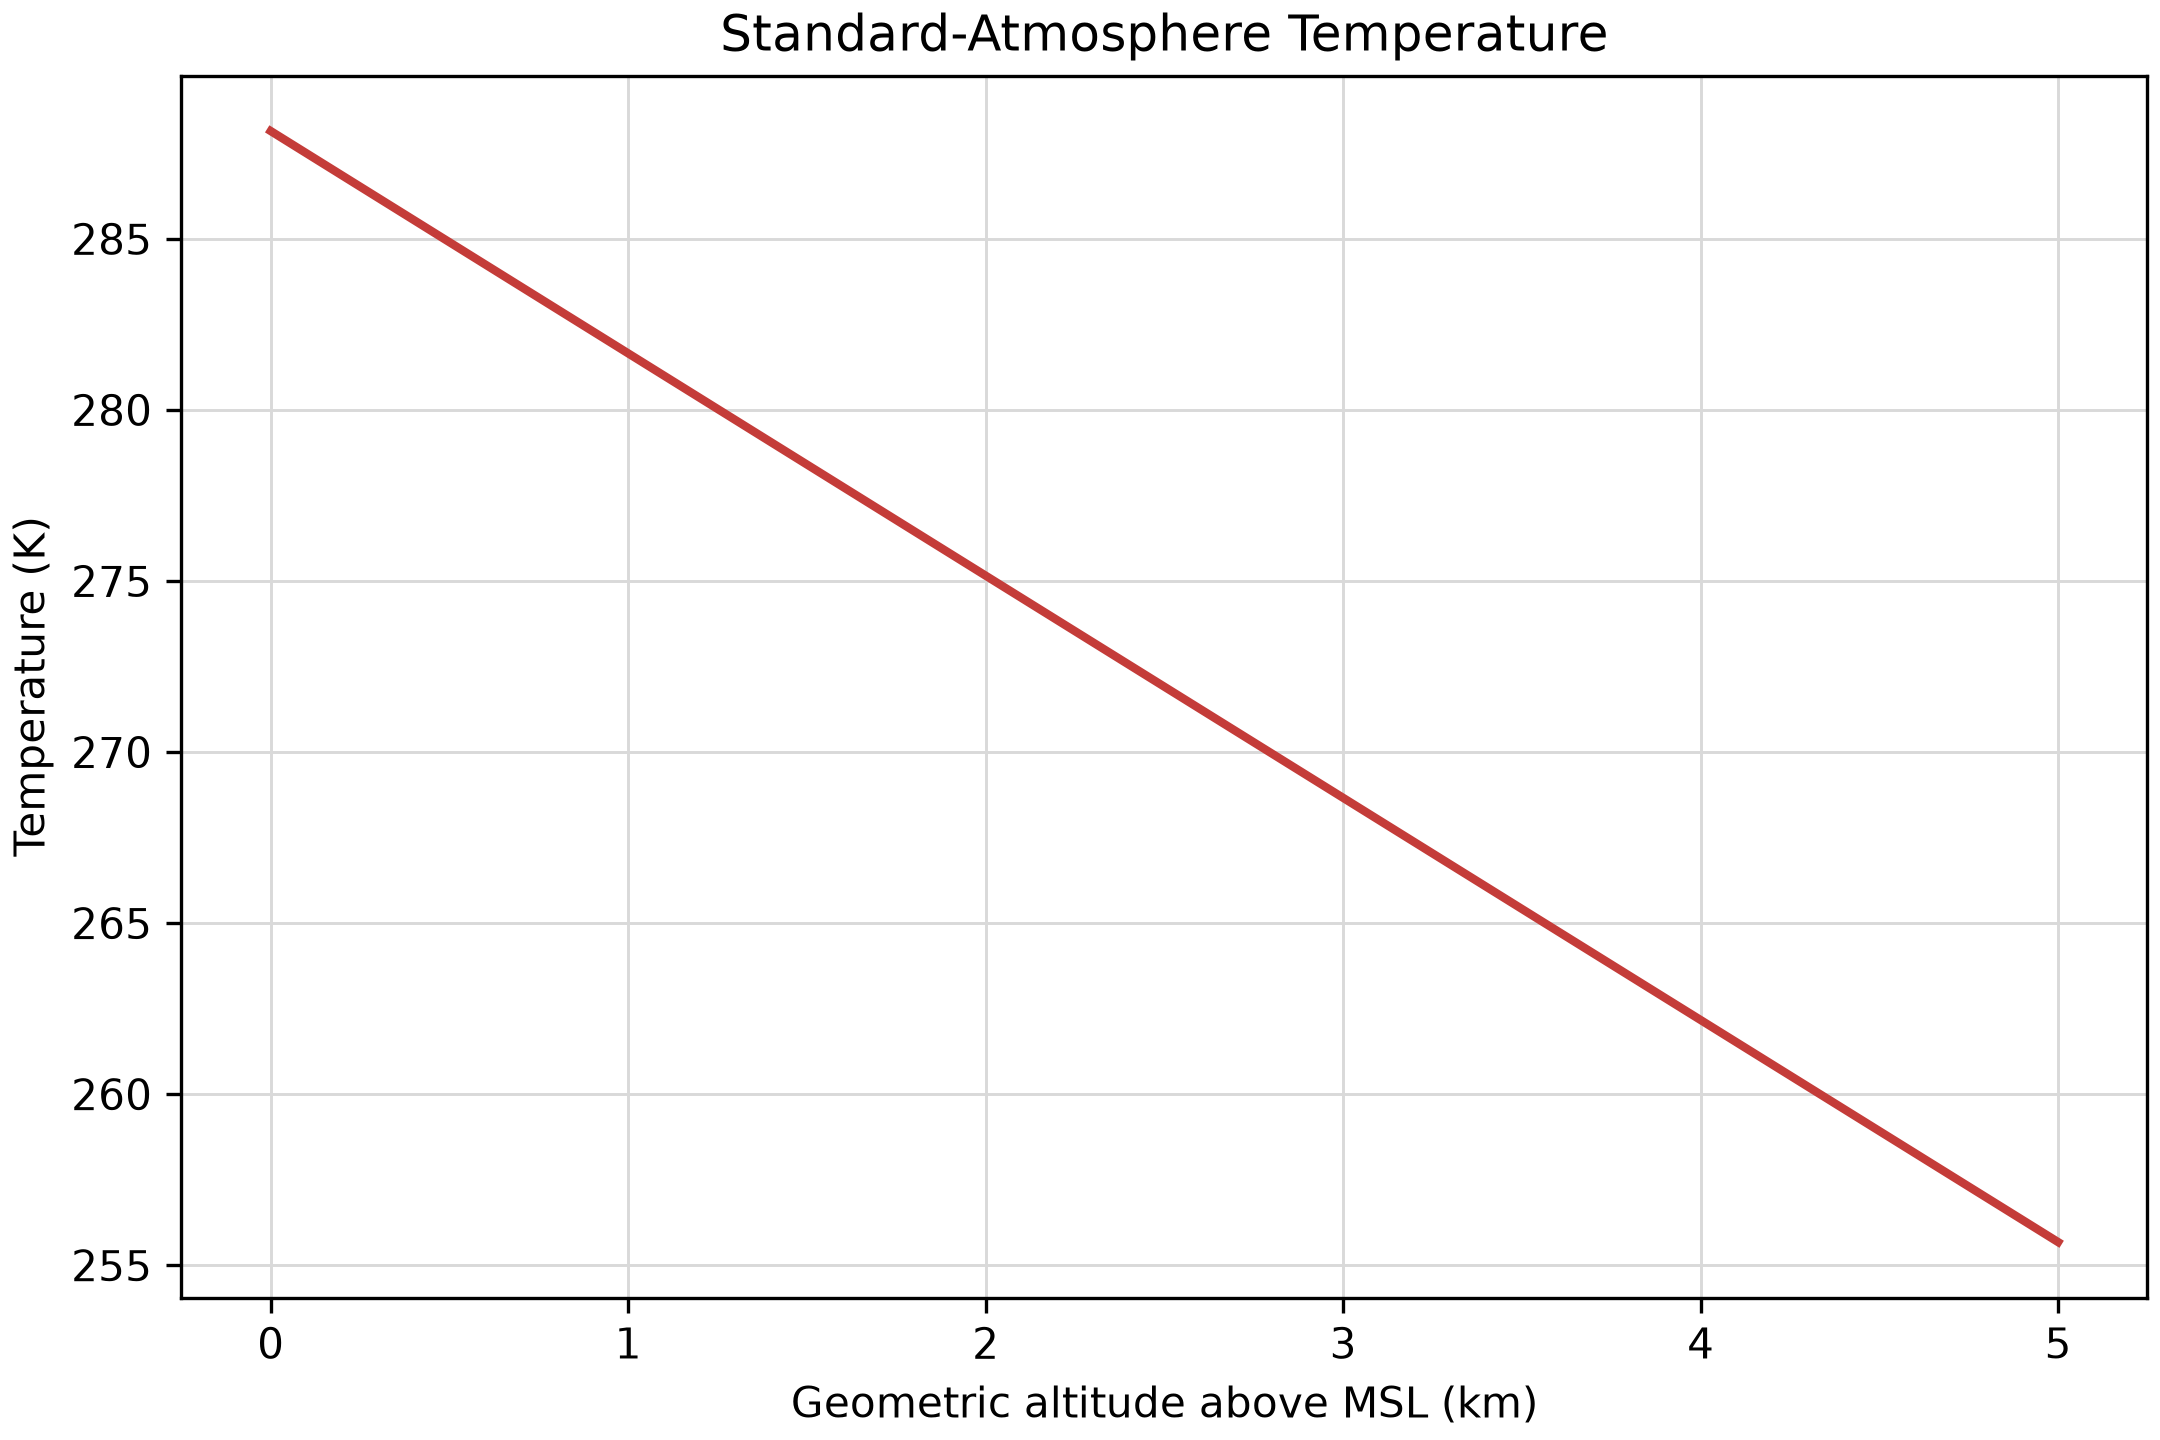 Standard-Atmosphere Temperature
Temperature (K)
285
280
275
270
265
260
255
0 1 2 3 4 5
Geometric altitude above MSL (km)